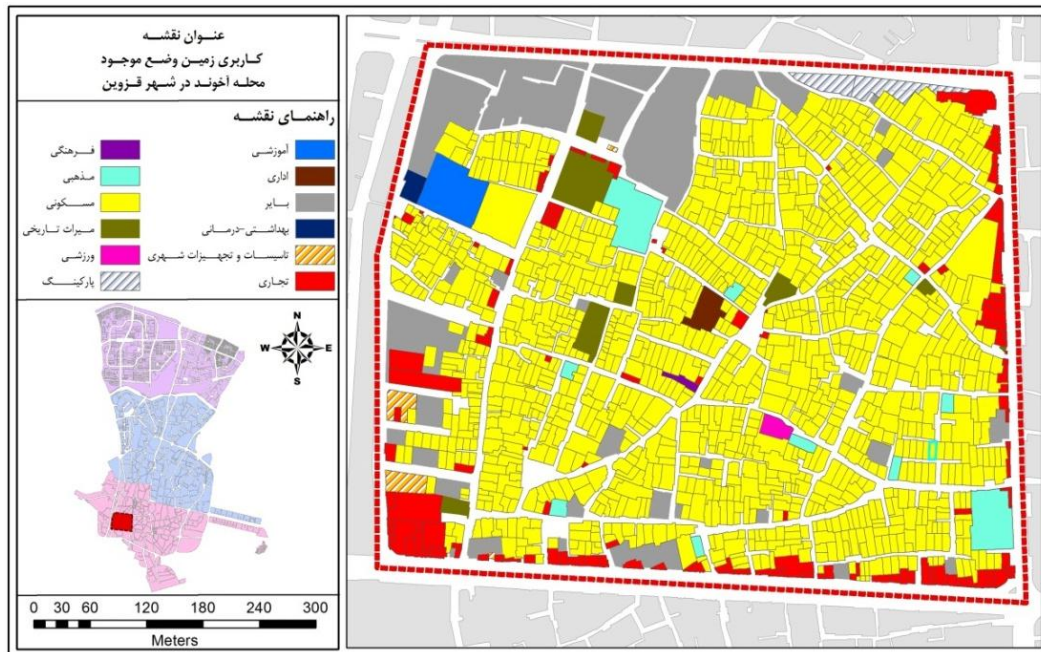 عنوان نقشه
کاربری زمین وضع موجود
محله آخوند در شهر قزوین
راهنمای نقشه
آموزشی
فرهنگی
اداری
مذهبی
بایر
مسکونی
بهداشتی-درمانی
میراث تاریخی
تاسیسات و تجهیزات شهری
ورزشی
تجاری
پارکینگ
N
W E
S
0 30 60 120 180 240 300
Meters